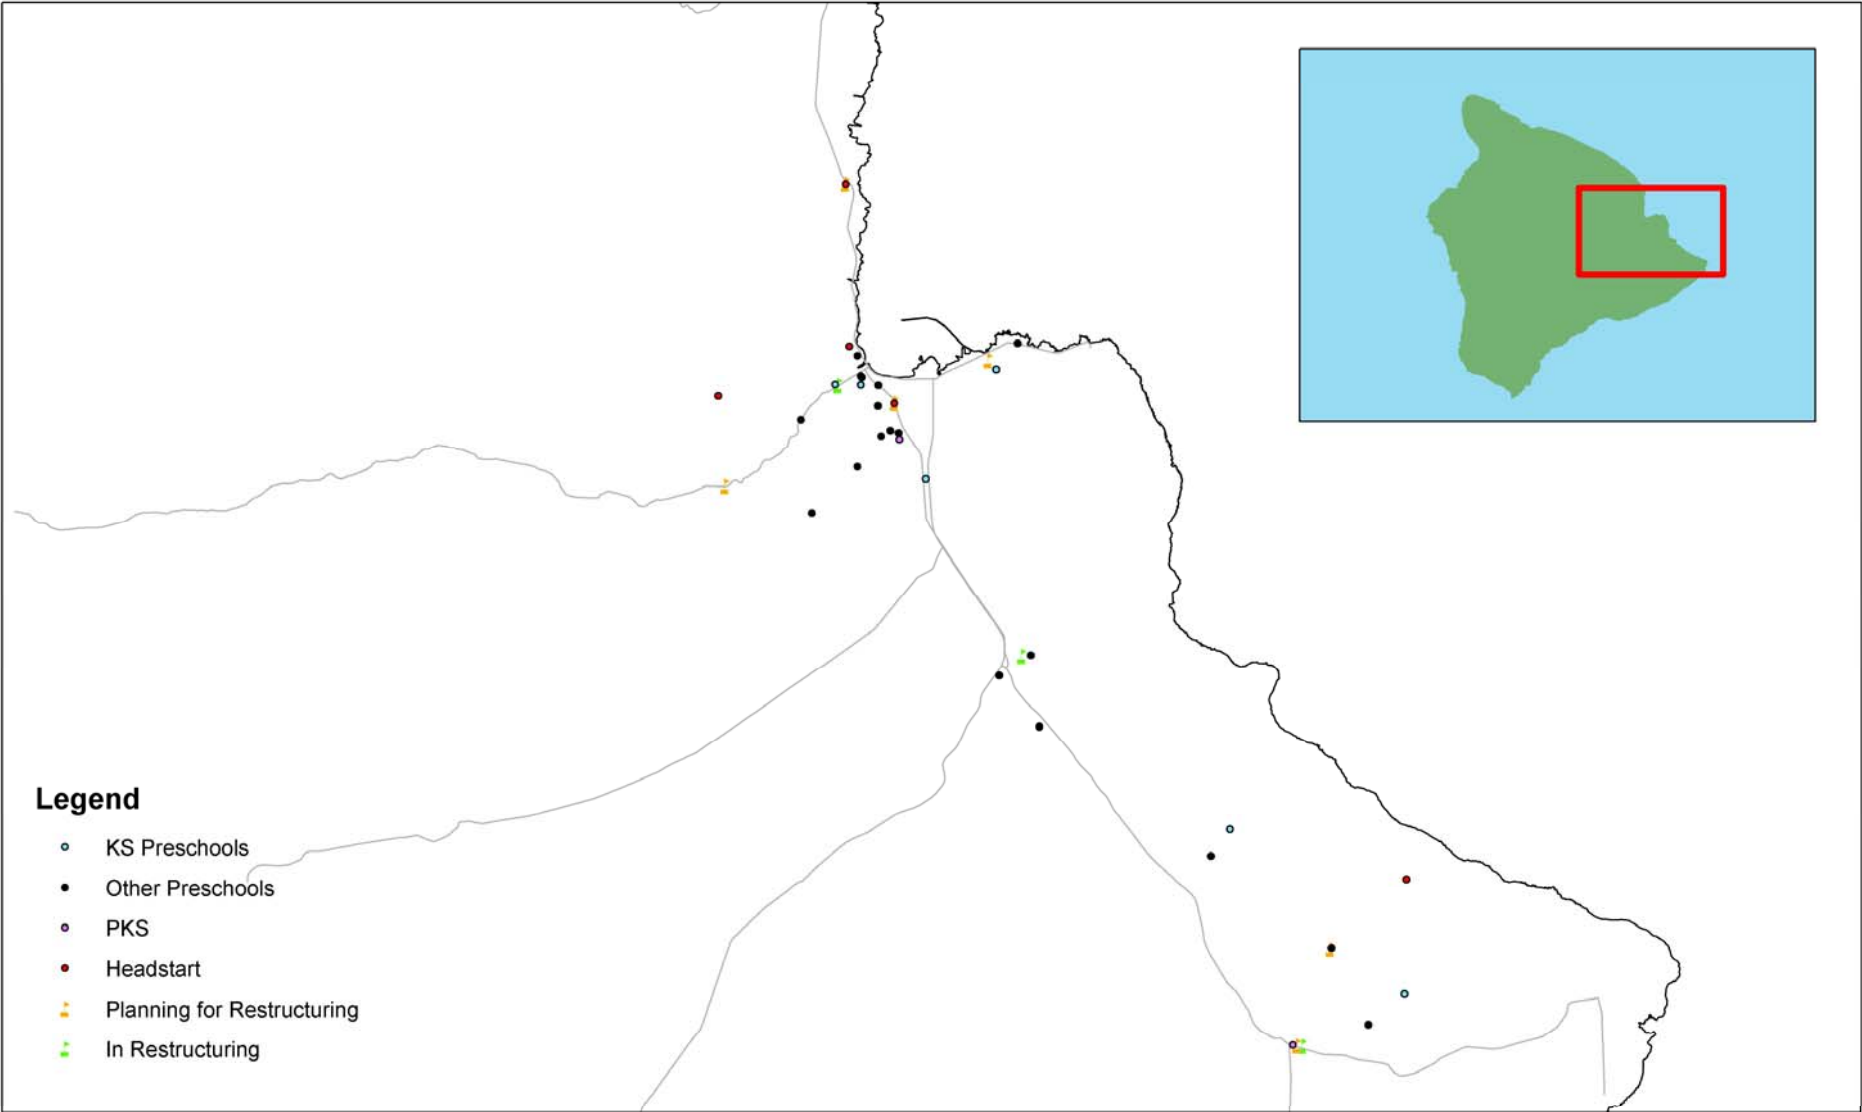 Legend
KS Preschools
Other Preschools
PKS
Headstart
Planning for Restructuring
In Restructuring